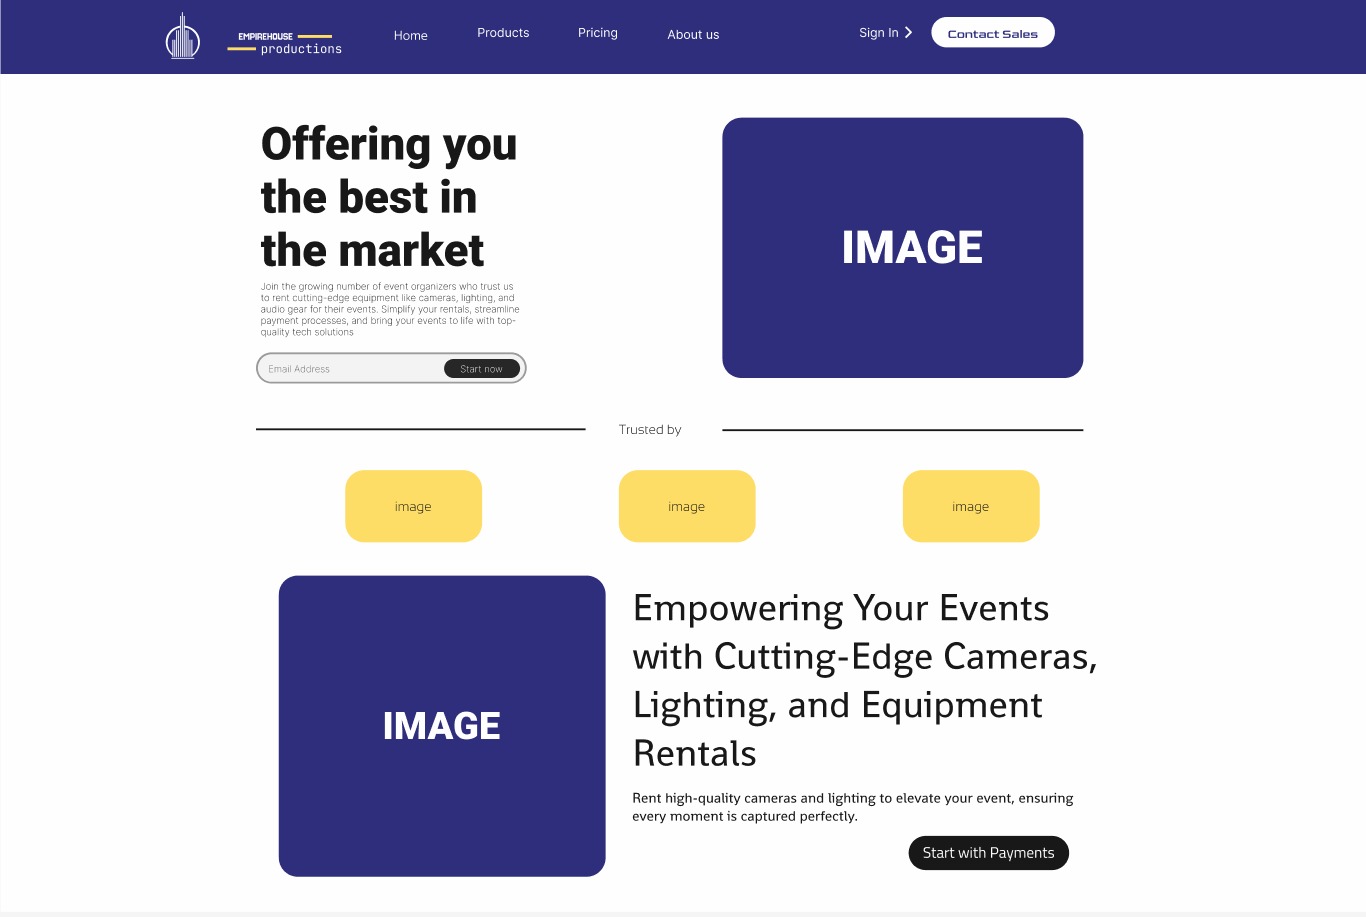 EMPIREHOUSE
productions
Home
Products
Pricing
About us
Sign In
Contact Sales
Offering you
the best in
the market
IMAGE
Join the growing number of event organizers who trust us
to rent cutting-edge equipment like cameras, lighting, and
audio gear for their events. Simplify your rentals, streamline
payment processes, and bring your events to life with top-
quality tech solutions
Email Address
Start now
Trusted by
image
image
image
IMAGE
Empowering Your Events
with Cutting-Edge Cameras,
Lighting, and Equipment
Rentals
Rent high-quality cameras and lighting to elevate your event, ensuring
every moment is captured perfectly.
Start with Payments